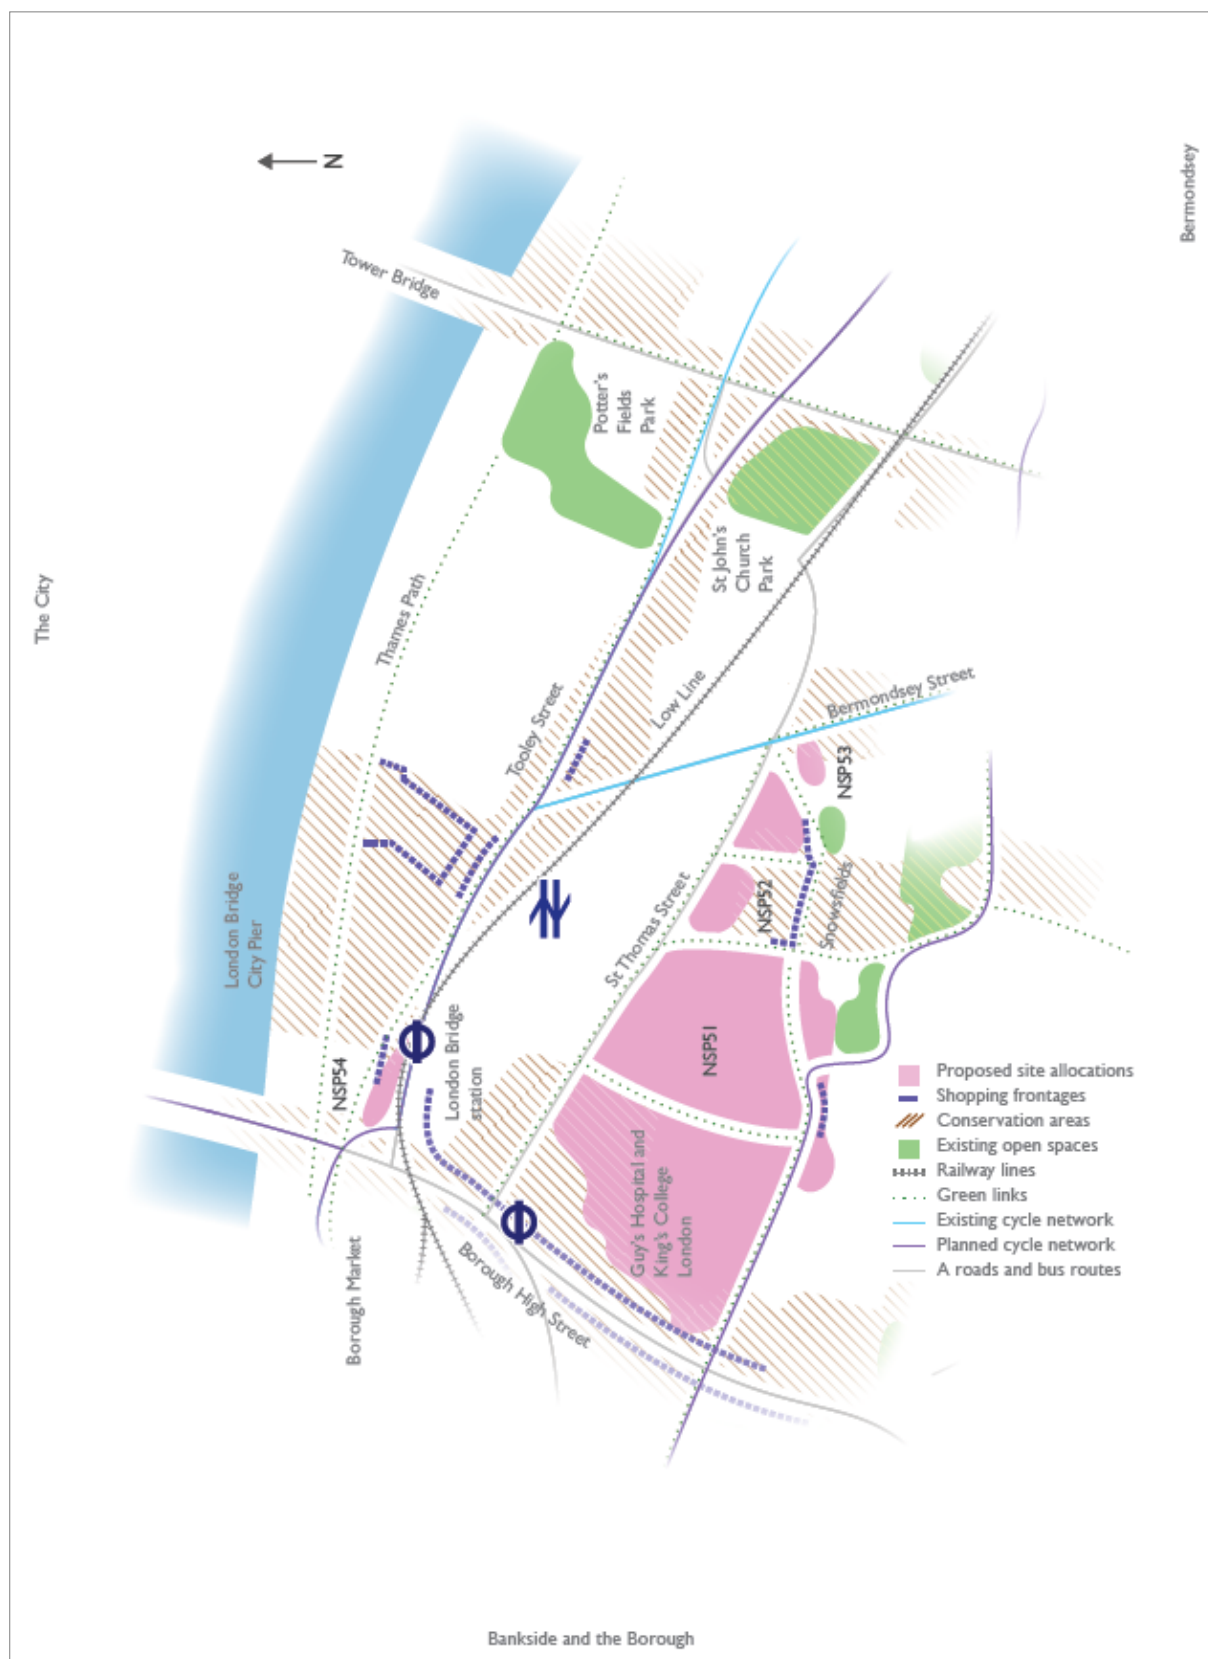 The City
Bermondsey
N
Tower Bridge
Potter's
Fields
Park
St John's
Church
Park
Thames Path
Tooley Street
Low Line
Bermondsey Street
NSP53
NSP52
Snowsfields
London Bridge
City Pier
St Thomas Street
NSP54
London Bridge
station
NSP51
Guy's Hospital and
King's College
London
Borough Market
Borough High Street
Proposed site allocations
Shopping frontages
Conservation areas
Existing open spaces
Railway lines
Green links
Existing cycle network
Planned cycle network
A roads and bus routes
Bankside and the Borough